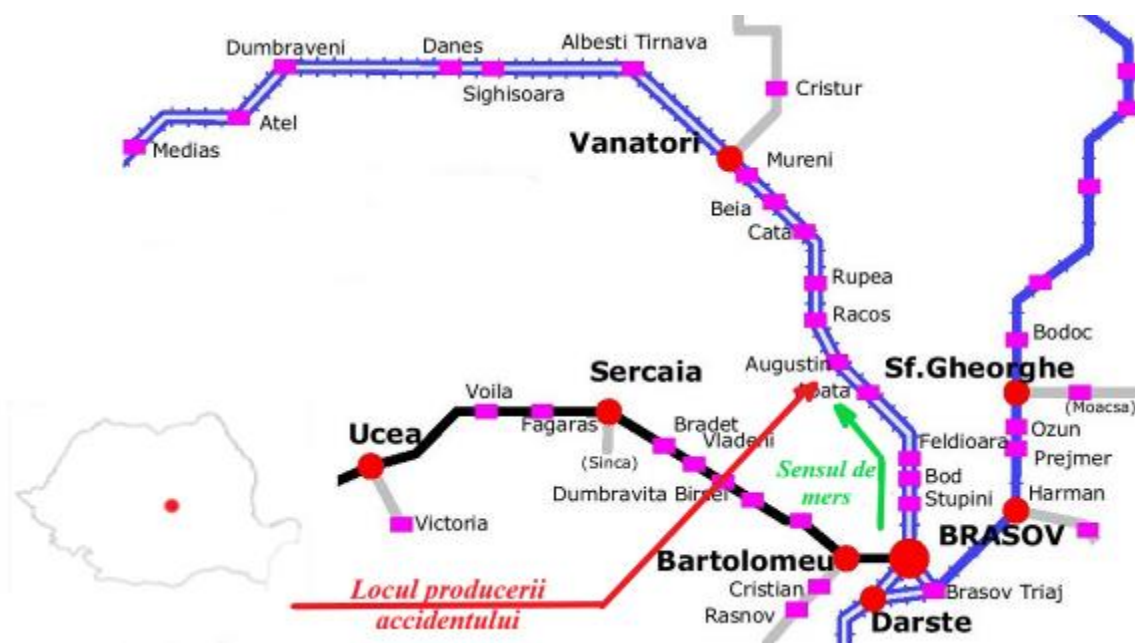 Dumbraveni
Danes
Albesti Tirnava
Sighisoara
Cristur
Atel
Medias
Vanatori
Mureni
Beia
Cata
Rupea
Racos
Bodoc
Augustin
Sf.Gheorghe
Sercaia
Voila
(Moacsa)
Fagaras
Bradet
Ucea
Vladeni
Feldioara
Ozun
(Sinca)
Sensul de
mers
Bod
Prejmer
Dumbravita Birsei
Stupini
Harman
Victoria
BRASOV
Bartolomeu
Locul producerii
accidentului
Cristian
Brasov Triaj
Rasnov
Darste